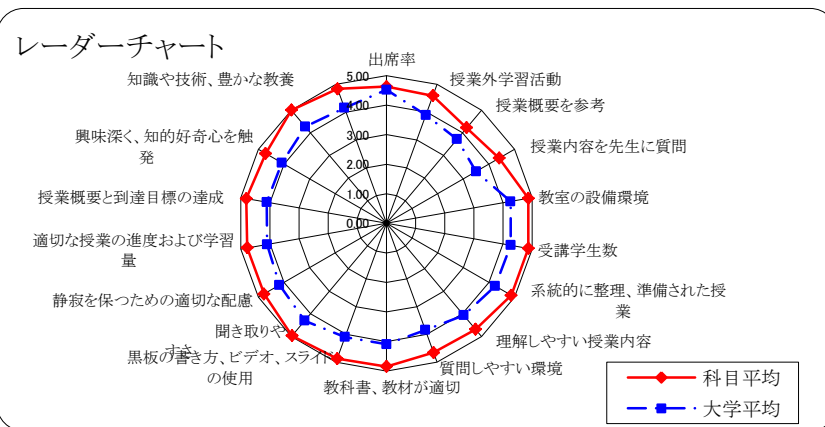 レーダーチャート
出席率
授業外学習活動
授業概要を参考
授業内容を先生に質問
教室の設備環境
受講学生数
系統的に整理、準備された授
業
理解しやすい授業内容
質問しやすい環境
教科書、教材が適切
黒板の書き方、ビデオ、スライド
の使用
聞き取りや
すさ
静寂を保つための適切な配慮
適切な授業の進度および学習
量
授業概要と到達目標の達成
興味深く、知的好奇心を触
発
知識や技術、豊かな教養
5.00
4.00
3.00
2.00
1.00
0.00
科目平均
大学平均